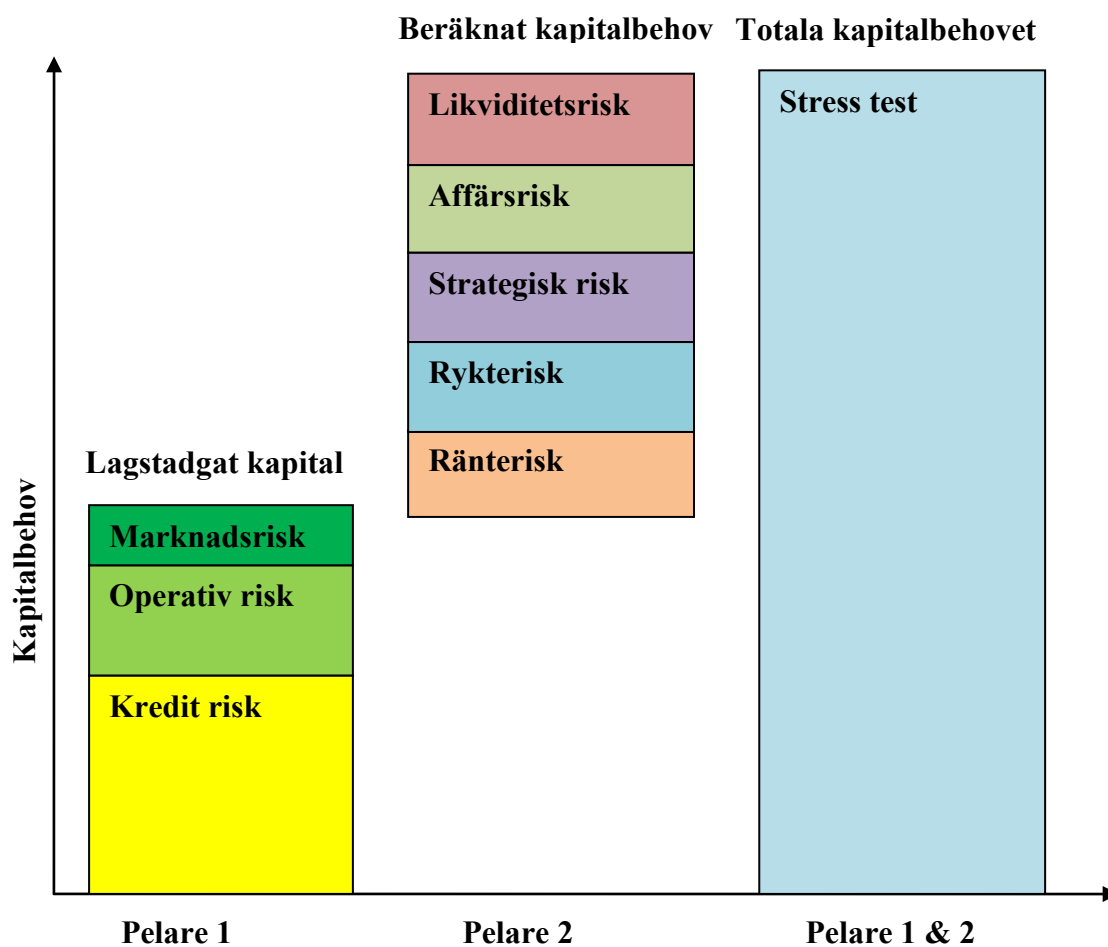 Beräknat kapitalbehov
Totala kapitalbehovet
Likviditetsrisk
Stress test
Affärsrisk
Strategisk risk
Rykterisk
Ränterisk
Lagstadgat kapital
Marknadsrisk
Operativ risk
Kredit risk
Kapitalbehov
Pelare 1
Pelare 2
Pelare 1 & 2